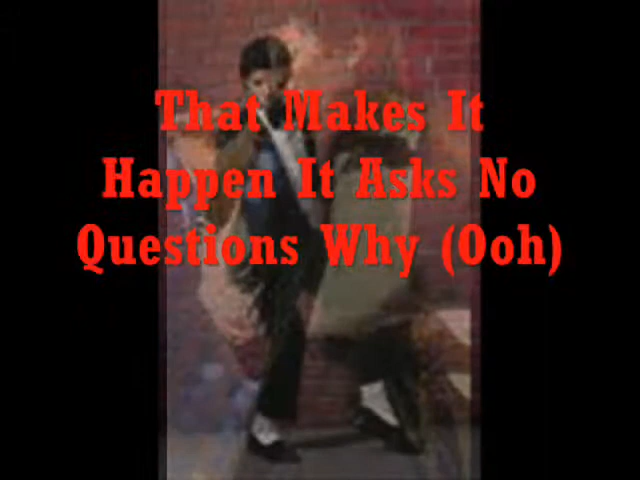 That Makes It
Happen It Asks No
Questions Why (Ooh)